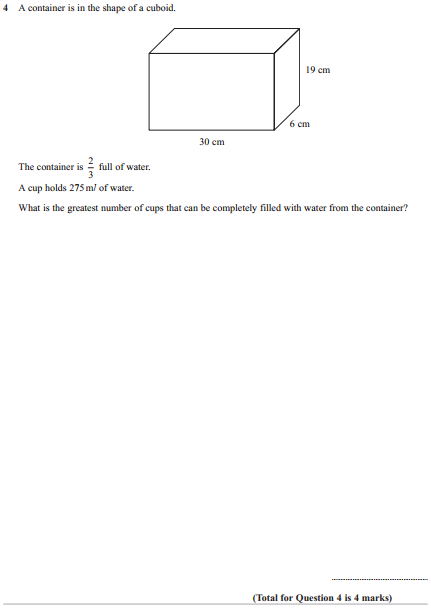 4 A container is in the shape of a cuboid.
19 cm
6 cm
30 cm
The container is 2/3 full of water.
A cup holds 275 ml of water.
What is the greatest number of cups that can be completely filled with water from the container?
(Total for Question 4 is 4 marks)